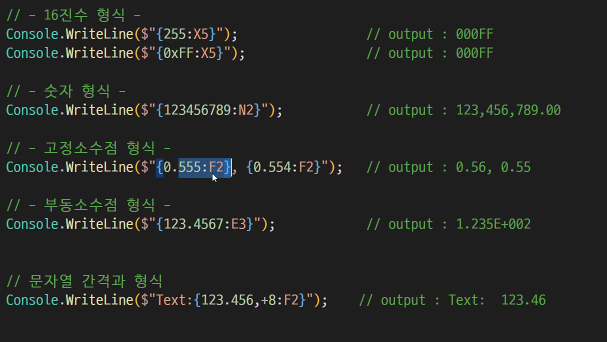 // - 16진수 형식 -
Console.WriteLine($"{255:X5}"); // output : 000FF
Console.WriteLine($"{0xFF:X5}"); // output : 000FF
// - 숫자 형식 -
Console.WriteLine($"{123456789:N2}"); // output : 123,456,789.00
// - 고정소수점 형식 -
Console.WriteLine($"{0.555:F2}, {0.554:F2}"); // output : 0.56, 0.55
// - 부동소수점 형식 -
Console.WriteLine($"{123.4567:E3}"); // output : 1.235E+002
// 문자열 간격과 형식
Console.WriteLine($"Text:{123.456,+8:F2}"); // output : Text:  123.46